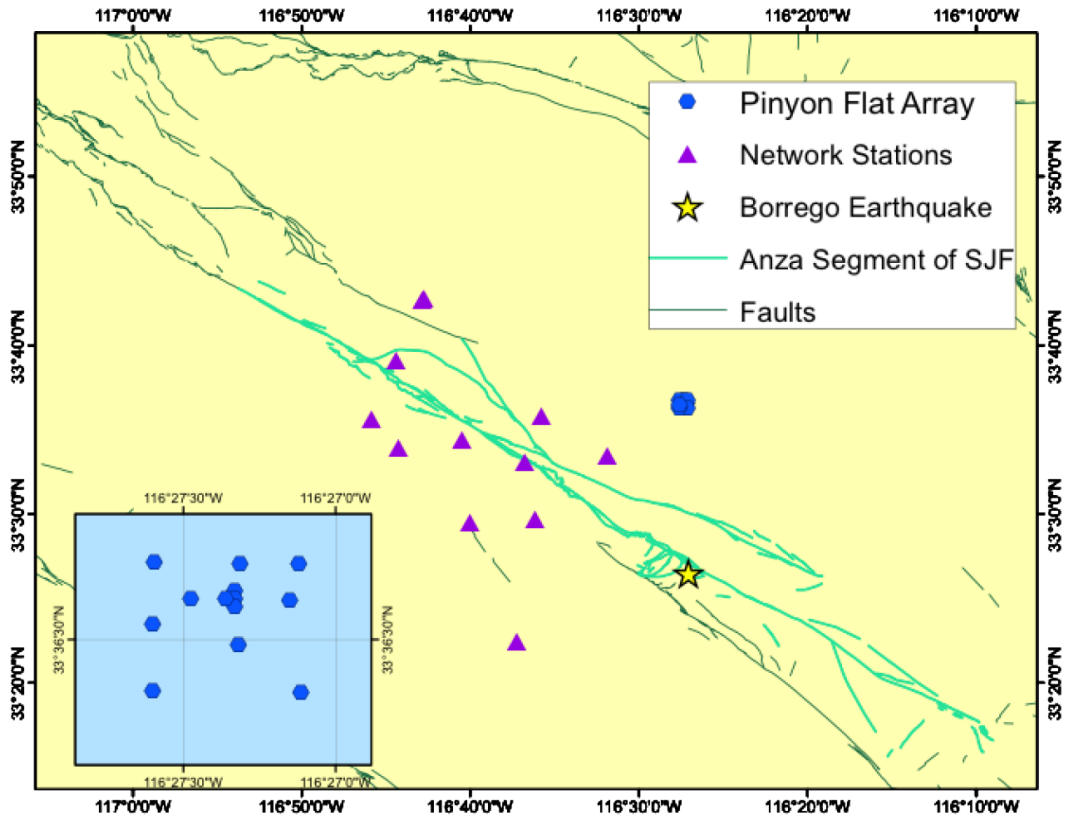 117°0'0"W 116°50'0"W 116°40'0"W 116°30'0"W 116°20'0"W 116°10'0"W
33°50'0"N
33°40'0"N
33°30'0"N
33°20'0"N
33°50'0"N
33°40'0"N
33°30'0"N
33°20'0"N
Pinyon Flat Array
Network Stations
Borrego Earthquake
Anza Segment of SJF
Faults
116°27'30"W 116°27'0"W
33°36'30"N
33°36'30"N
116°27'30"W 116°27'0"W
117°0'0"W 116°50'0"W 116°40'0"W 116°30'0"W 116°20'0"W 116°10'0"W